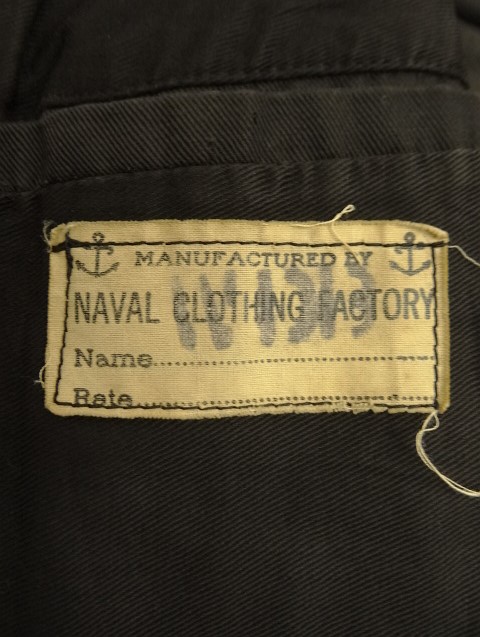 MANUFACTURED BY
NAVAL CLOTHING FACTORY
Name
Rate